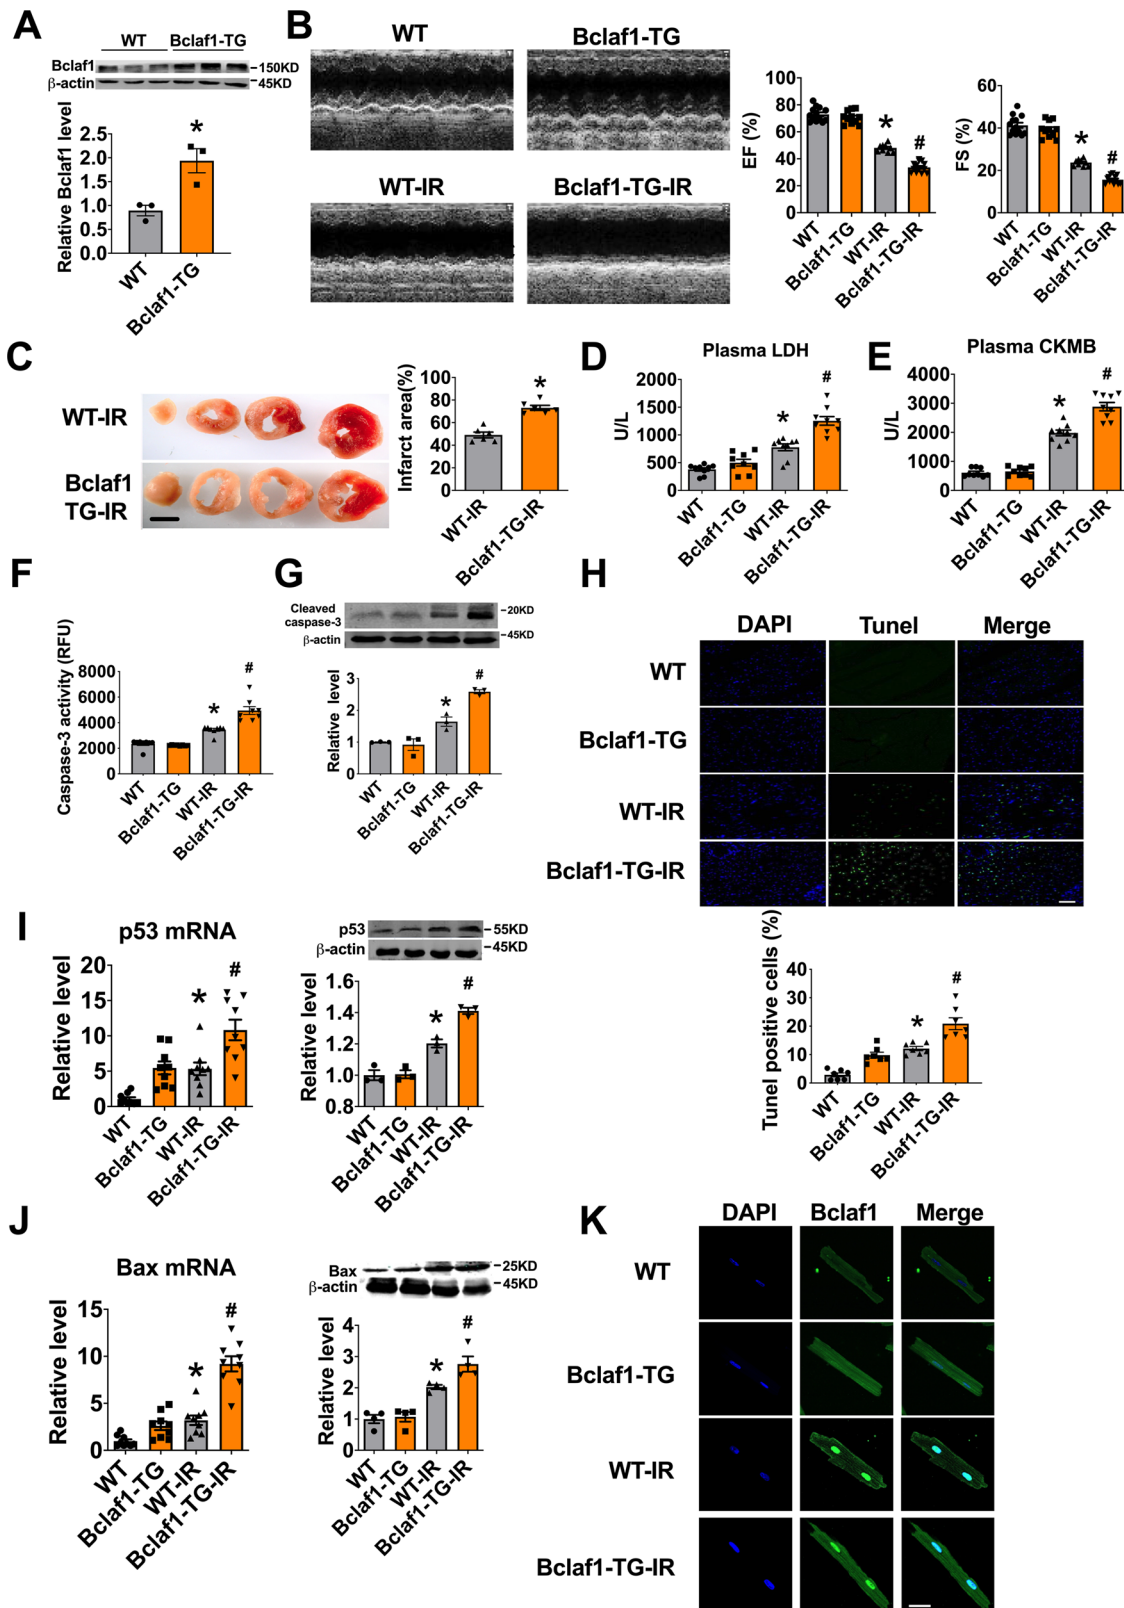 A
WT Bclaf1-TG
Bclaf1
-150KD
β-actin
-45KD
Relative Bclaf1 level
2.5
2.0
1.5
1.0
0.5
0.0
*
WT
Bclaf1-TG
B
WT
Bclaf1-TG
WT-IR
Bclaf1-TG-IR
EF (%)
100
80
60
40
20
0
*
#
WT
Bclaf1-TG
WT-IR
Bclaf1-TG-IR
FS (%)
60
40
20
0
*
#
WT
Bclaf1-TG
WT-IR
Bclaf1-TG-IR
C
WT-IR
Bclaf1
TG-IR
Infarct area(%)
100
80
60
40
20
0
*
WT-IR
Bclaf1-TG-IR
D
Plasma LDH
U/L
2000
1500
1000
500
0
*
#
WT
Bclaf1-TG
WT-IR
Bclaf1-TG-IR
E
Plasma CKMB
U/L
4000
3000
2000
1000
0
*
#
WT
Bclaf1-TG
WT-IR
Bclaf1-TG-IR
F
Caspase-3 activity (RFU)
8000
6000
4000
2000
0
*
#
WT
Bclaf1-TG
WT-IR
Bclaf1-TG-IR
G
Cleaved
caspase-3
-20KD
β-actin
-45KD
Relative level
3
2
1
0
*
#
WT
Bclaf1-TG
WT-IR
Bclaf1-TG-IR
H
DAPI Tunel Merge
WT
Bclaf1-TG
WT-IR
Bclaf1-TG-IR
Tunel positive cells (%)
40
30
20
10
0
*
#
WT
Bclaf1-TG
WT-IR
Bclaf1-TG-IR
I
p53 mRNA
Relative level
20
15
10
5
0
*
#
WT
Bclaf1-TG
WT-IR
Bclaf1-TG-IR
p53
-55KD
β-actin
-45KD
Relative level
1.6
1.4
1.2
1.0
0.8
*
#
WT
Bclaf1-TG
WT-IR
Bclaf1-TG-IR
J
Bax mRNA
Relative level
15
10
5
0
*
#
WT
Bclaf1-TG
WT-IR
Bclaf1-TG-IR
Bax
-25KD
β-actin
-45KD
Relative level
4
3
2
1
0
*
#
WT
Bclaf1-TG
WT-IR
Bclaf1-TG-IR
K
DAPI Bclaf1 Merge
WT
Bclaf1-TG
WT-IR
Bclaf1-TG-IR